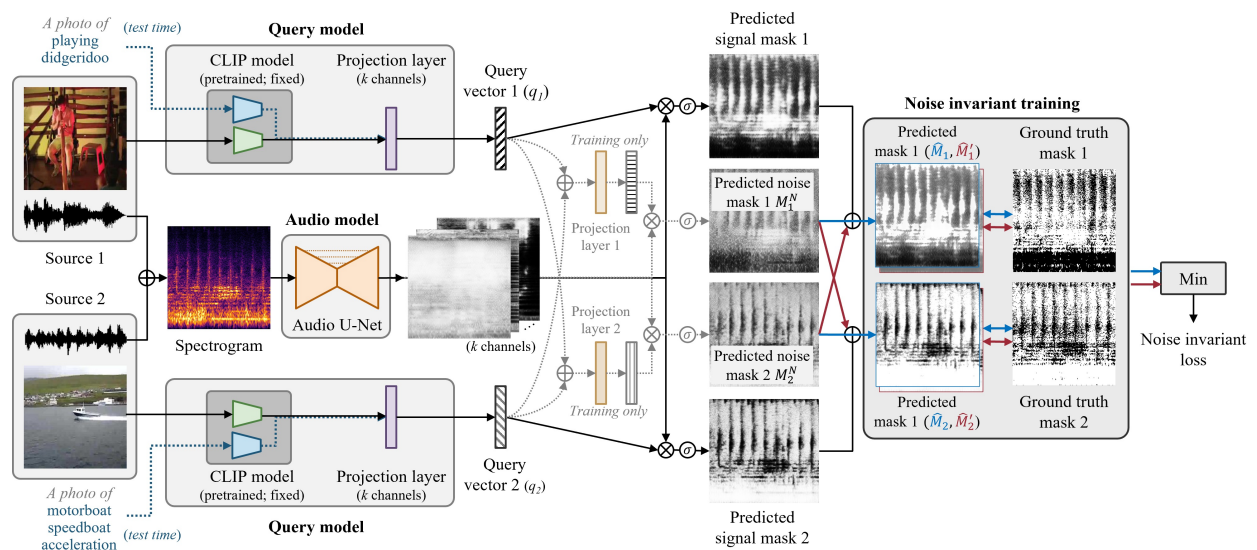 A photo of
playing
didgeridoo
(test time)
Query model
CLIP model
(pretrained; fixed)
Projection layer
(k channels)
Query
vector 1 (q₁)
Source 1
Source 2
Spectrogram
Audio model
Audio U-Net
...
(k channels)
Training only
Projection
layer 1
Projection
layer 2
Training only
Query
vector 2 (q₂)
CLIP model
(pretrained; fixed)
Projection layer
(k channels)
Query model
A photo of
motorboat
speedboat
acceleration
(test time)
Predicted
signal mask 1
σ
Predicted noise
mask 1 M₁ᴺ
σ
σ
Predicted noise
mask 2 M₂ᴺ
σ
Predicted
signal mask 2
Noise invariant training
Predicted
mask 1 (M̂₁, M̂₁′)
Ground truth
mask 1
Predicted
mask 1 (M̂₂, M̂₂′)
Ground truth
mask 2
Min
Noise invariant
loss